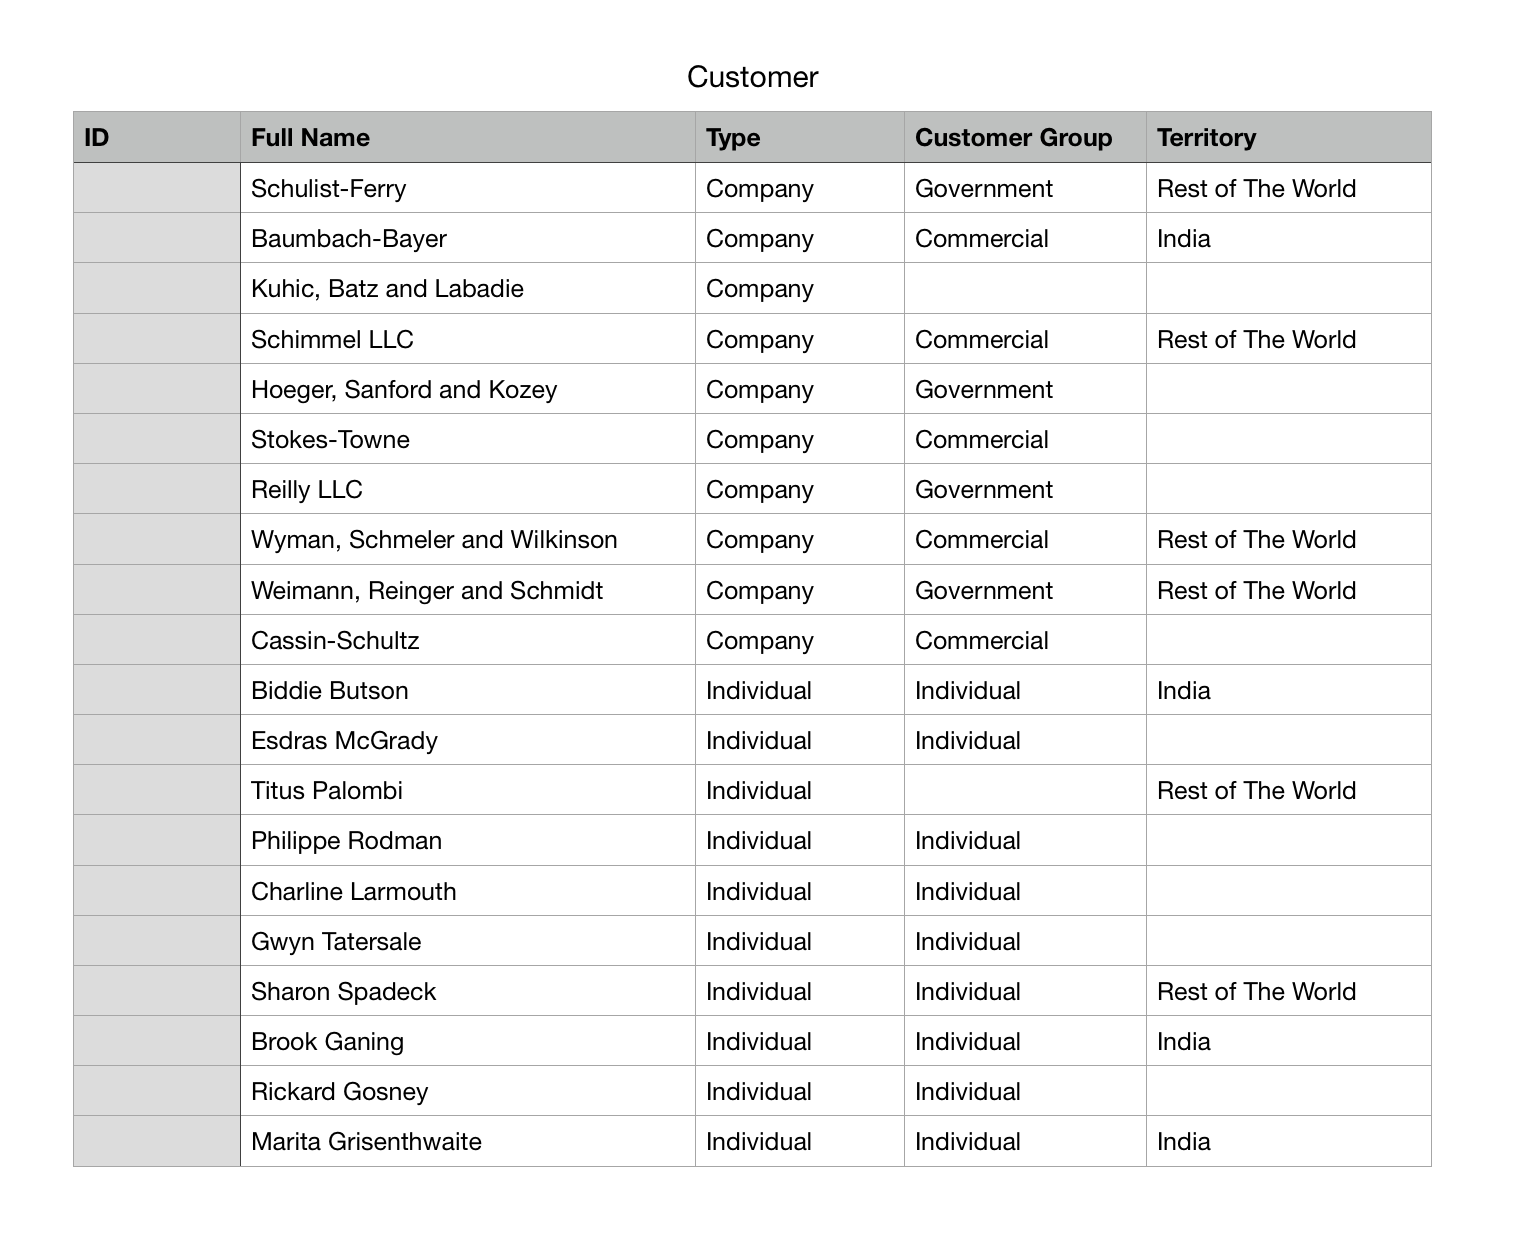 Customer
ID Full Name Type Customer Group Territory
Schulist-Ferry Company Government Rest of The World
Baumbach-Bayer Company Commercial India
Kuhic, Batz and Labadie Company
Schimmel LLC Company Commercial Rest of The World
Hoeger, Sanford and Kozey Company Government
Stokes-Towne Company Commercial
Reilly LLC Company Government
Wyman, Schmeler and Wilkinson Company Commercial Rest of The World
Weimann, Reinger and Schmidt Company Government Rest of The World
Cassin-Schultz Company Commercial
Biddie Butson Individual Individual India
Esdras McGrady Individual Individual
Titus Palombi Individual Rest of The World
Philippe Rodman Individual Individual
Charline Larmouth Individual Individual
Gwyn Tatersale Individual Individual
Sharon Spadeck Individual Individual Rest of The World
Brook Ganing Individual Individual India
Rickard Gosney Individual Individual
Marita Grisenthwaite Individual Individual India